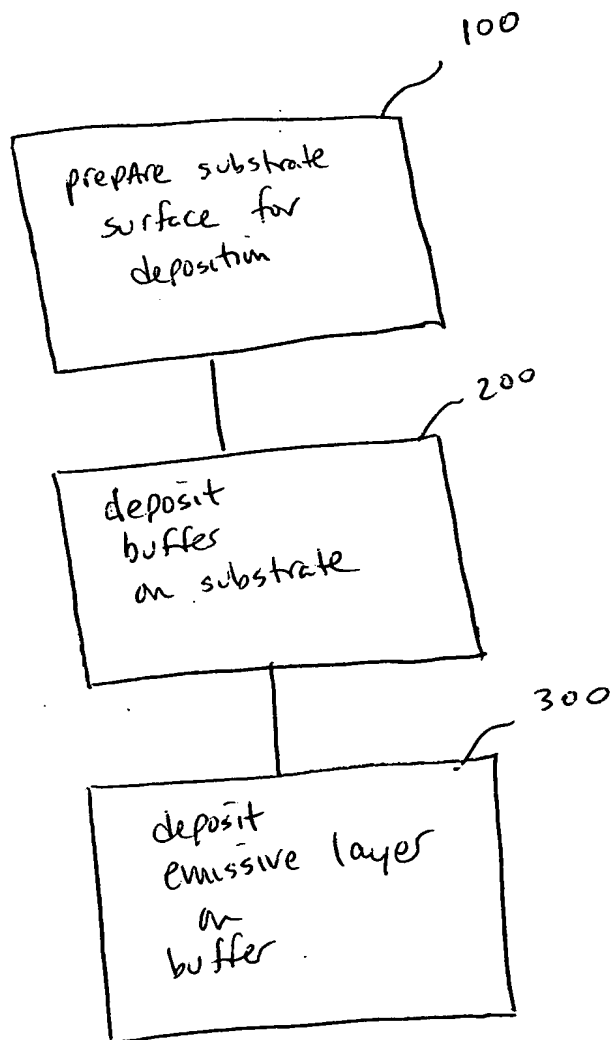 100
prepAre substrate
surface for
deposition
200
deposit
buffer
on substrate
300
deposit
emissive layer
on
buffer.